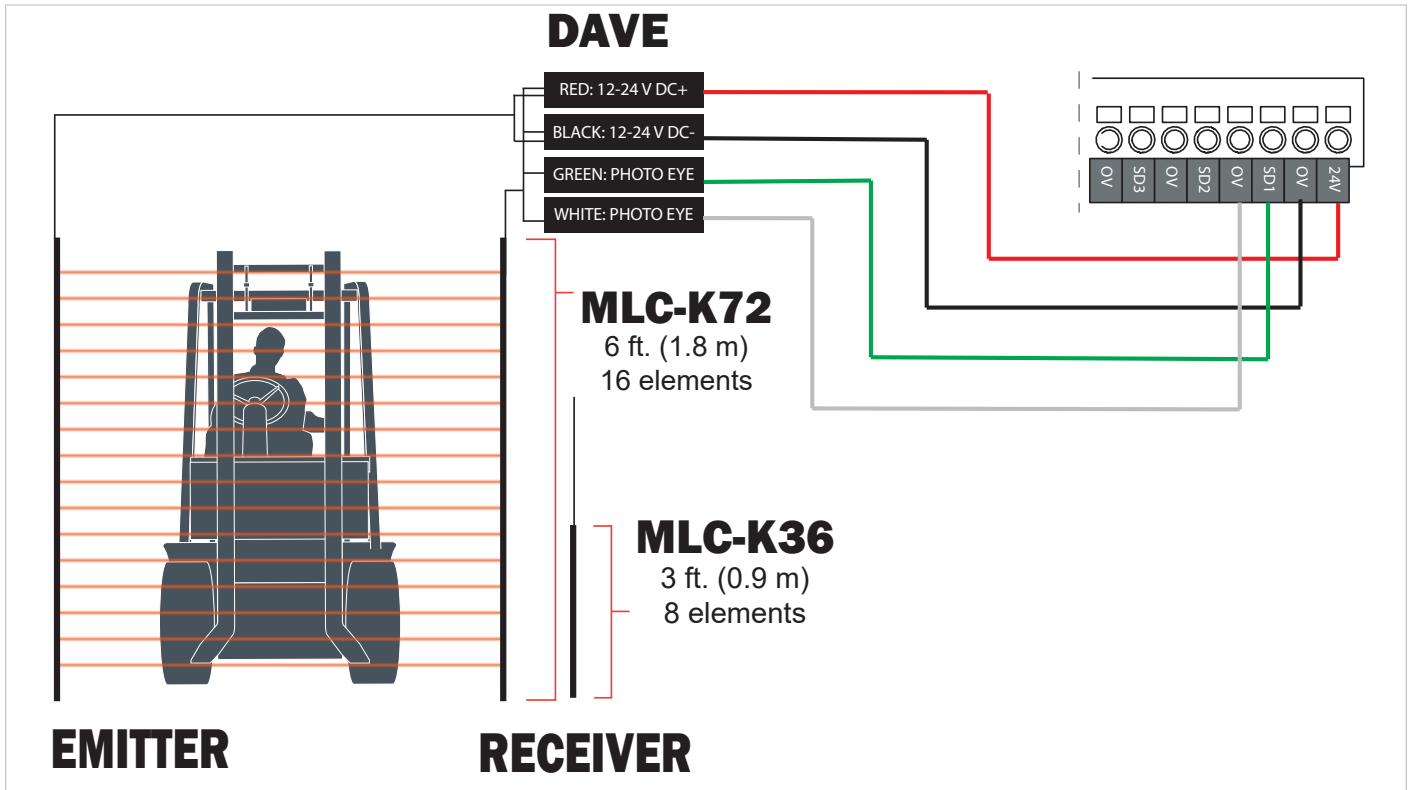 DAVE
RED: 12-24 V DC+
BLACK: 12-24 V DC-
GREEN: PHOTO EYE
WHITE: PHOTO EYE
0V
SD3
0V
SD2
0V
SD1
0V
24V
MLC-K72
6 ft. (1.8 m)
16 elements
MLC-K36
3 ft. (0.9 m)
8 elements
EMITTER
RECEIVER